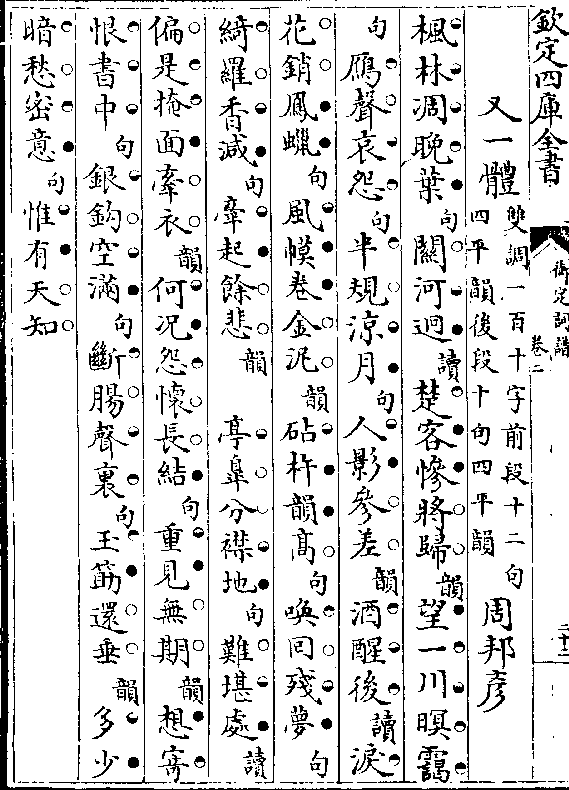 欽定四庫全書
御定詞譜
卷二
二十三
又一體
雙調一百十字前段十二句
四平韻後段十句四平韻
周邦彥
楓林凋晚葉句關河迥讀楚客慘將歸韻望一川暝靄
句鴈聲哀怨句半規涼月句人影參差韻酒醒後讀淚
花銷鳳蠟句風幙卷金泥韻砧杵韻高句喚回殘夢句
綺羅香減句牽起餘悲韻 亭臯分襟地句難堪處讀
偏是掩面牽衣韻何況怨懷長結句重見無期韻想寄
恨書中句銀鈎空滿句斷腸聲裏句玉筯還垂韻多少
暗愁密意句惟有天知